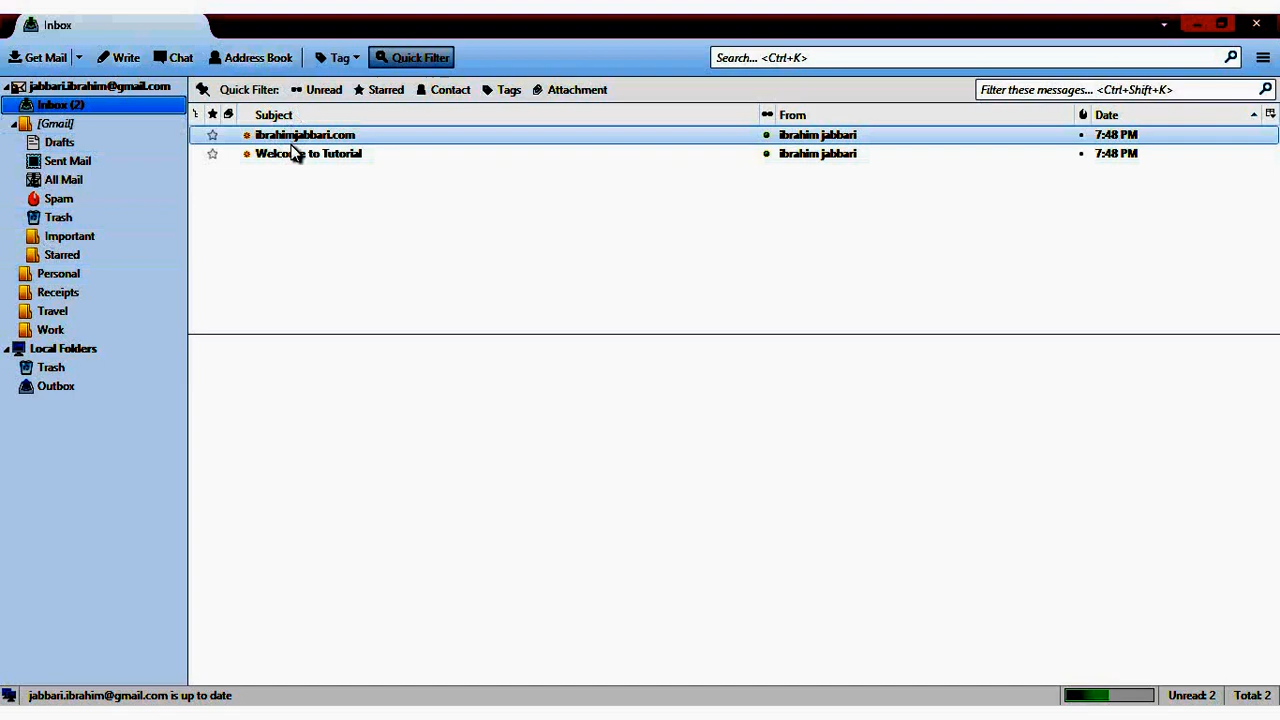 Inbox
Get Mail Write Chat Address Book Tag Quick Filter Search... <Ctrl+K>
jabbari.ibrahim@gmail.com Quick Filter: Unread Starred Contact Tags Attachment Filter these messages... <Ctrl+Shift+K>
Inbox (2) Subject From Date
[Gmail] ibrahimjabbari.com ibrahim jabbari 7:48 PM
Drafts Welcome to Tutorial ibrahim jabbari 7:48 PM
Sent Mail
All Mail
Spam
Trash
Important
Starred
Personal
Receipts
Travel
Work
Local Folders
Trash
Outbox
jabbari.ibrahim@gmail.com is up to date Unread: 2 Total: 2